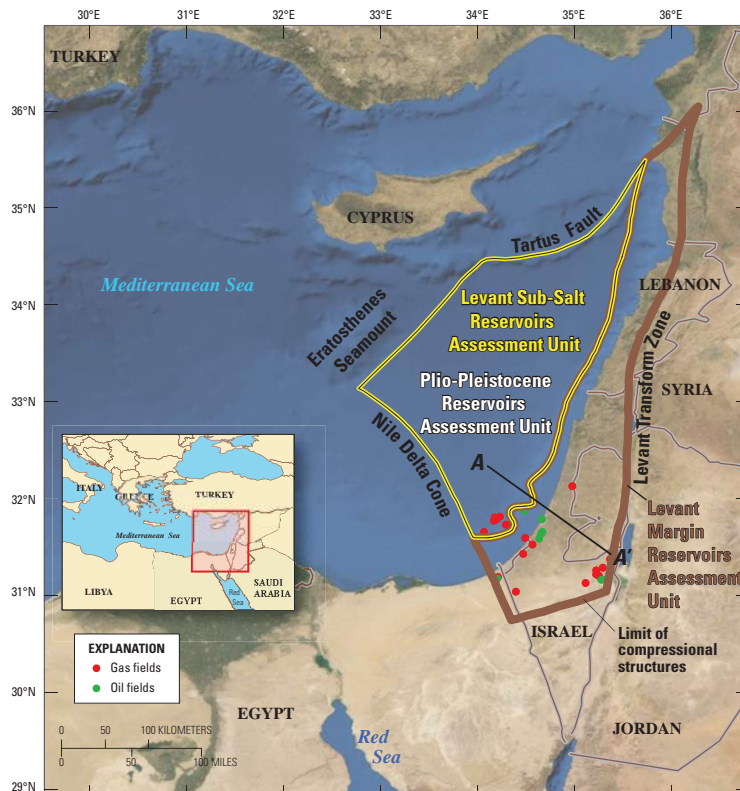 30°E
31°E
32°E
33°E
34°E
35°E
36°E
TURKEY
36°N
35°N
CYPRUS
Tartus Fault
Mediterranean Sea
Levant Sub-Salt
Reservoirs
Assessment Unit
LEBANON
34°N
Eratosthenes
Seamount
Plio-Pleistocene
Reservoirs
Assessment Unit
Levant Transform Zone
SYRIA
33°N
Nile Delta Cone
A
32°N
Levant
Margin
Reservoirs
Assessment
Unit
A'
31°N
ITALY
GREECE
TURKEY
Mediterranean Sea
LIBYA
EGYPT
Red
Sea
SAUDI
ARABIA
ISRAEL
Limit of
compressional
structures
EXPLANATION
Gas fields
Oil fields
30°N
EGYPT
Red
Sea
JORDAN
0 50 100 KILOMETERS
0 50 100 MILES
29°N